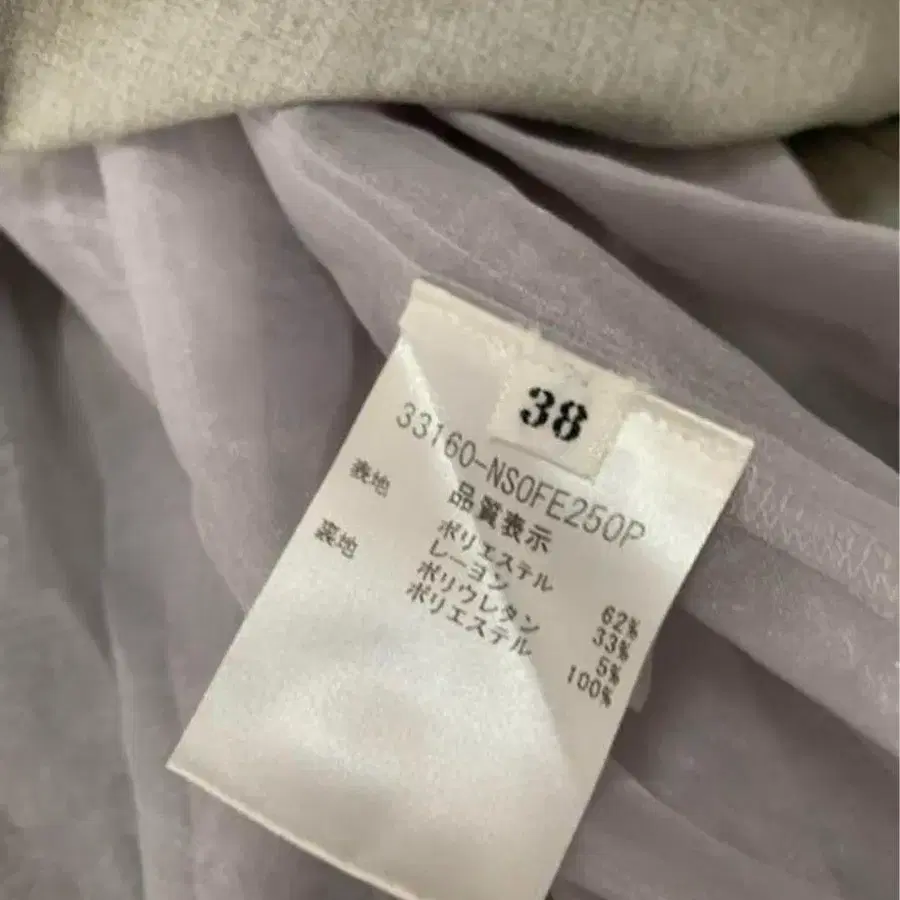 38
33160-NSOFE250P
品質表示
表地 ポリエステル 62%
レーヨン 33%
ポリウレタン 5%
裏地 ポリエステル 100%